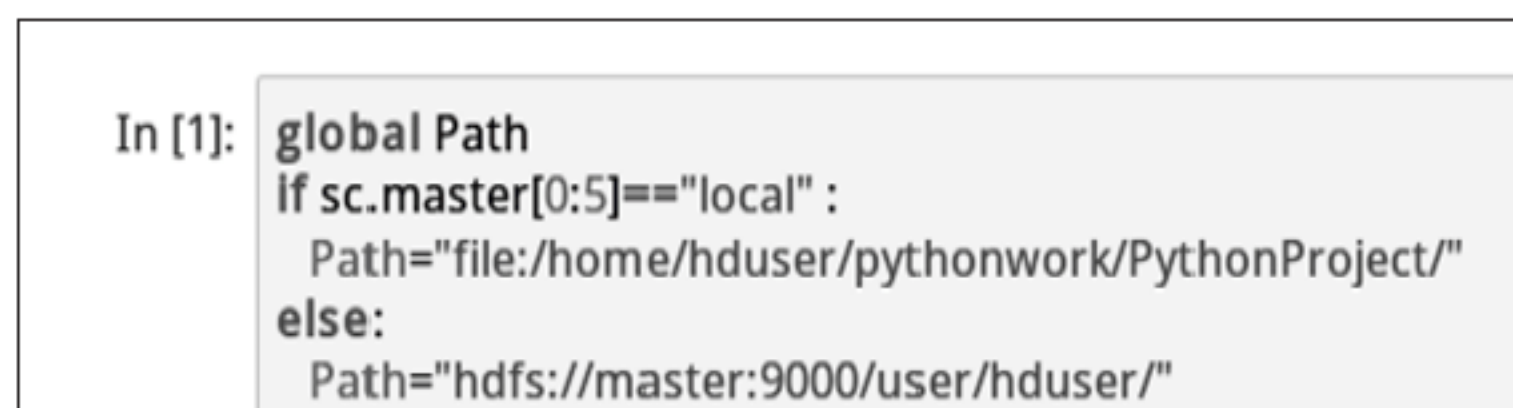 In [1]: global Path
if sc.master[0:5]=="local" :
Path="file:/home/hduser/pythonwork/PythonProject/"
else:
Path="hdfs://master:9000/user/hduser/"